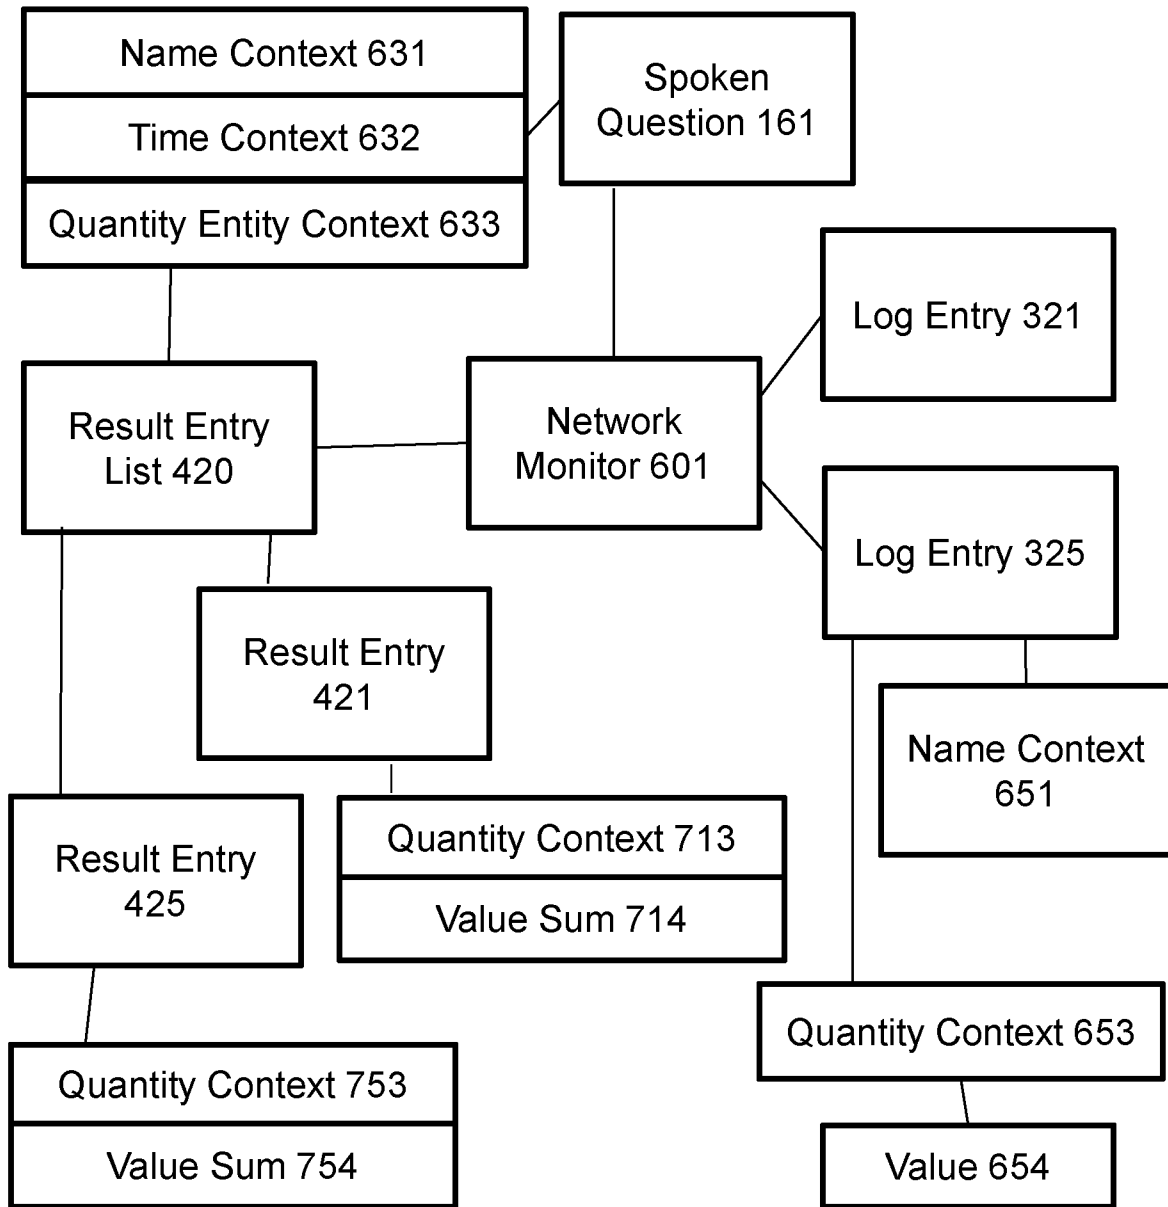 Name Context 631
Time Context 632
Quantity Entity Context 633
Spoken
Question 161
Log Entry 321
Result Entry
List 420
Network
Monitor 601
Log Entry 325
Result Entry
421
Name Context
651
Result Entry
425
Quantity Context 713
Value Sum 714
Quantity Context 653
Quantity Context 753
Value Sum 754
Value 654